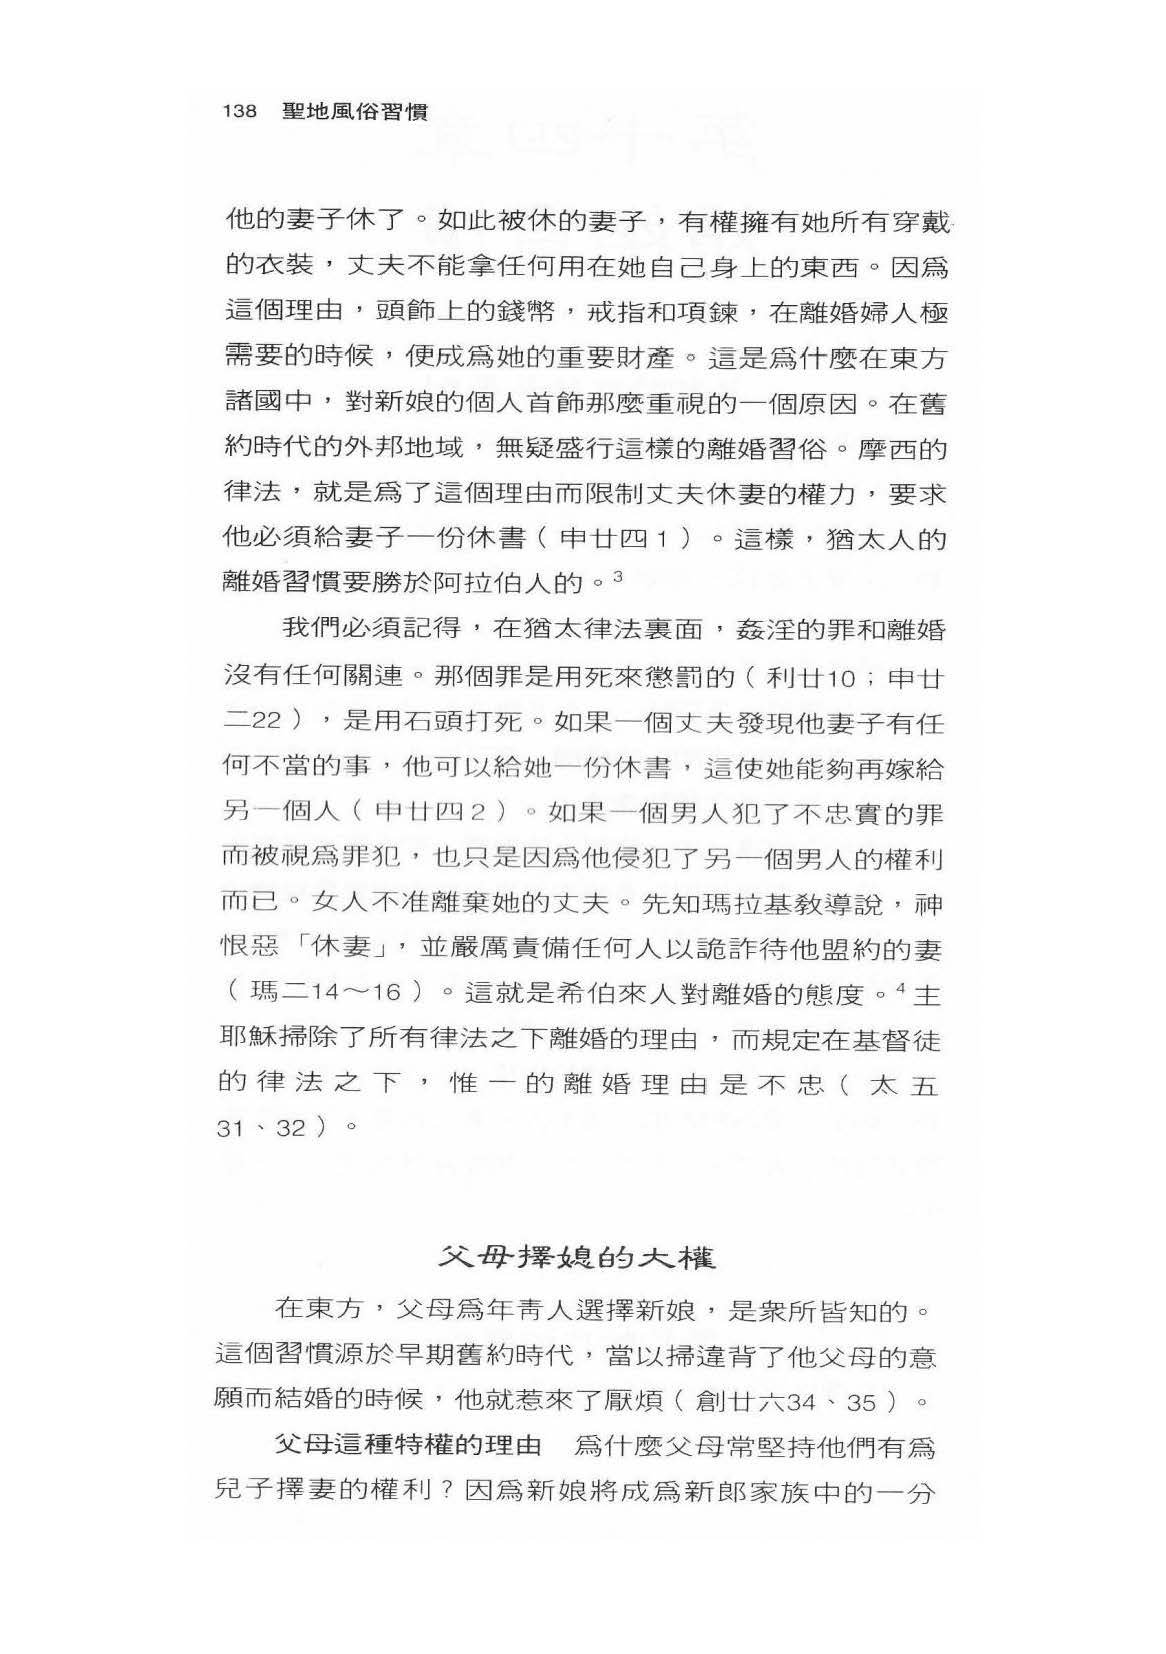 138 聖地風俗習慣
他的妻子休了。如此被休的妻子，有權擁有她所有穿戴
的衣裝，丈夫不能拿任何用在她自己身上的東西。因爲
這個理由，頭飾上的錢幣，戒指和項鍊，在離婚婦人極
需要的時候，便成爲她的重要財產。這是爲什麼在東方
諸國中，對新娘的個人首飾那麼重視的一個原因。在舊
約時代的外邦地域，無疑盛行這樣的離婚習俗。摩西的
律法，就是爲了這個理由而限制丈夫休妻的權力，要求
他必須給妻子一份休書（申廿四1）。這樣，猶太人的
離婚習慣要勝於阿拉伯人的。3
我們必須記得，在猶太律法裏面，姦淫的罪和離婚
沒有任何關連。那個罪是用死來懲罰的（利廿10；申廿
二22），是用石頭打死。如果一個丈夫發現他妻子有任
何不當的事，他可以給她一份休書，這使她能夠再嫁給
另一個人（申廿四2）。如果一個男人犯了不忠實的罪
而被視爲罪犯，也只是因爲他侵犯了另一個男人的權利
而已。女人不准離棄她的丈夫。先知瑪拉基教導說，神
恨惡「休妻」，並嚴厲責備任何人以詭詐待他盟約的妻
（瑪二14～16）。這就是希伯來人對離婚的態度。4主
耶穌掃除了所有律法之下離婚的理由，而規定在基督徒
的律法之下，惟一的離婚理由是不忠（太五
31、32）。
父母擇媳的大權
在東方，父母爲年靑人選擇新娘，是衆所皆知的。
這個習慣源於早期舊約時代，當以掃違背了他父母的意
願而結婚的時候，他就惹來了厭煩（創廿六34、35）。
父母這種特權的理由　爲什麼父母常堅持他們有爲
兒子擇妻的權利？因爲新娘將成爲新郎家族中的一分